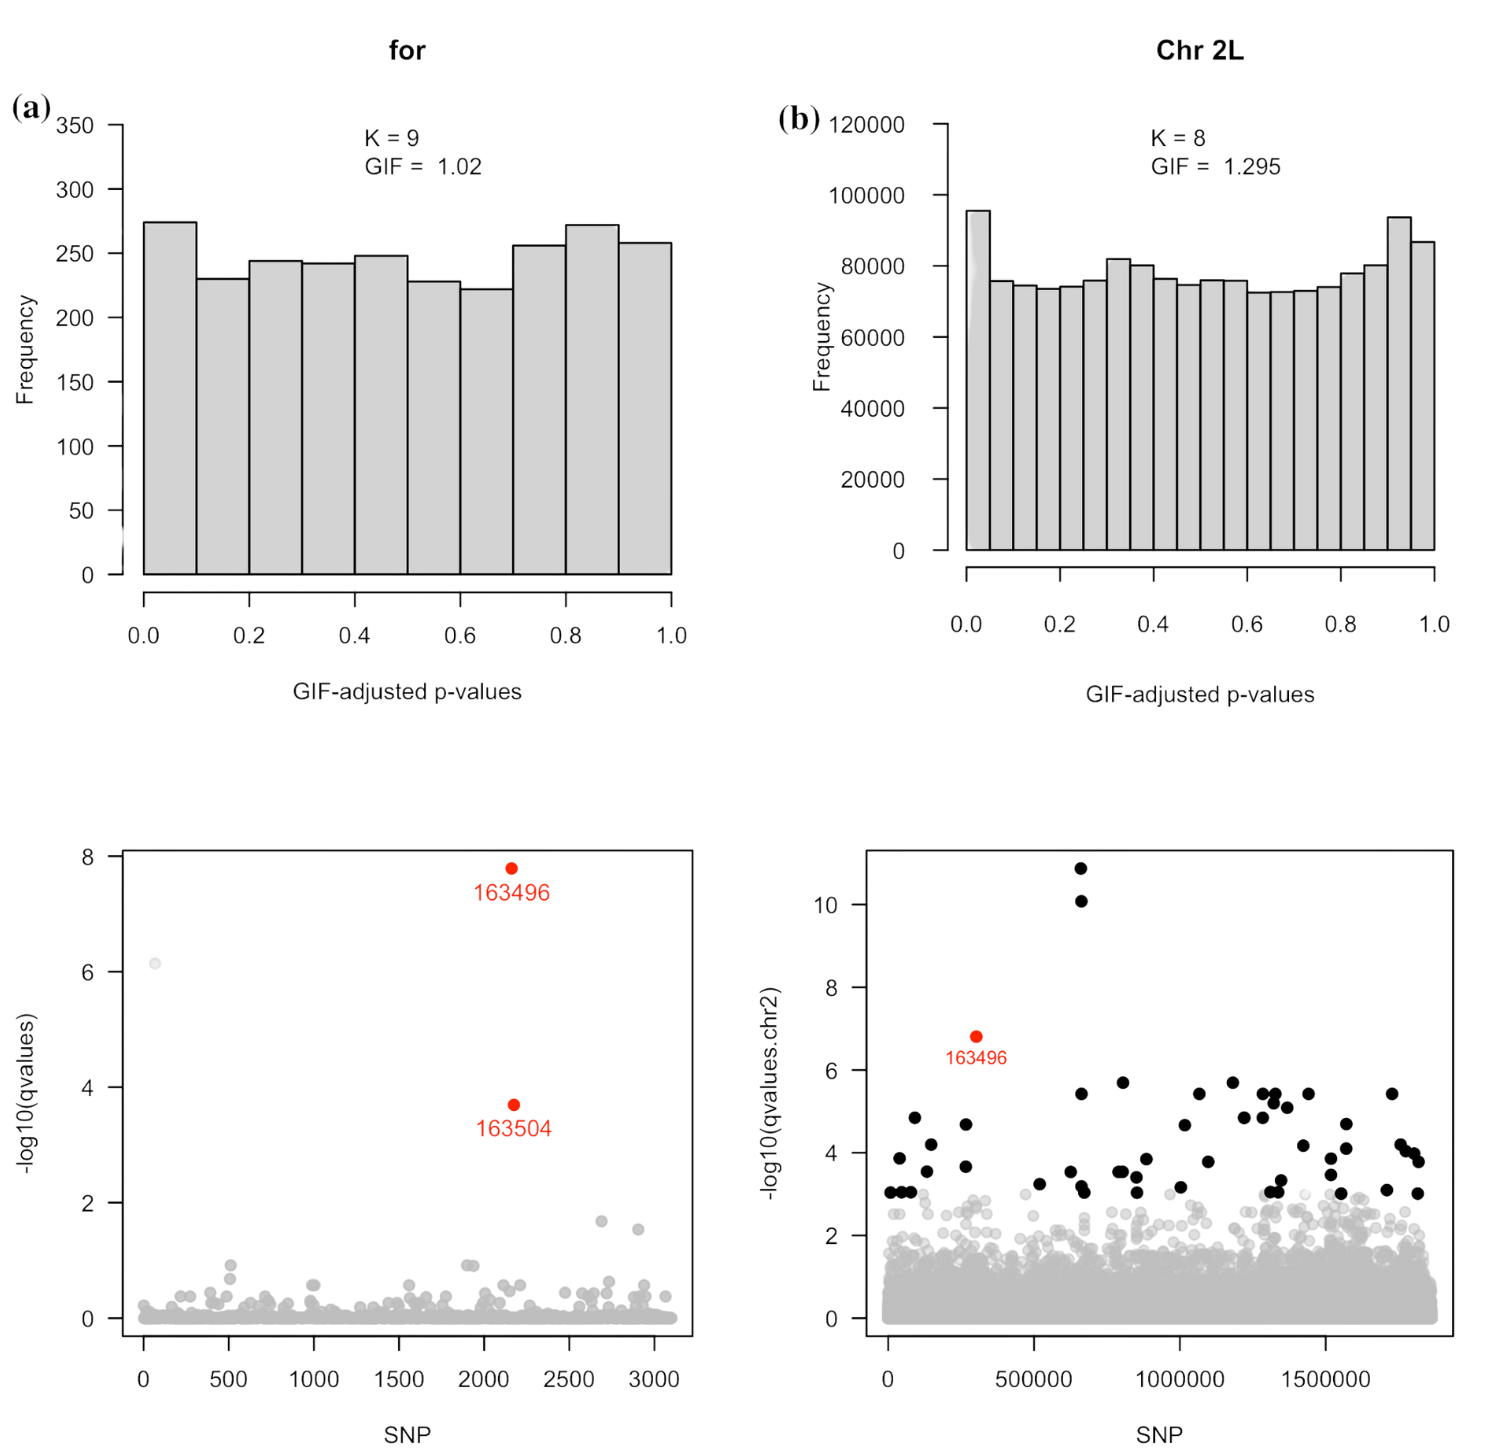 for
Chr 2L
(a)
350
300
250
200
150
100
50
0
Frequency
K = 9
GIF = 1.02
0.0 0.2 0.4 0.6 0.8 1.0
GIF-adjusted p-values
(b)
120000
100000
80000
60000
40000
20000
0
Frequency
K = 8
GIF = 1.295
0.0 0.2 0.4 0.6 0.8 1.0
GIF-adjusted p-values
8
6
4
2
0
-log10(qvalues)
163496
163504
0 500 1000 1500 2000 2500 3000
SNP
10
8
6
4
2
0
-log10(qvalues.chr2)
163496
0 500000 1000000 1500000
SNP